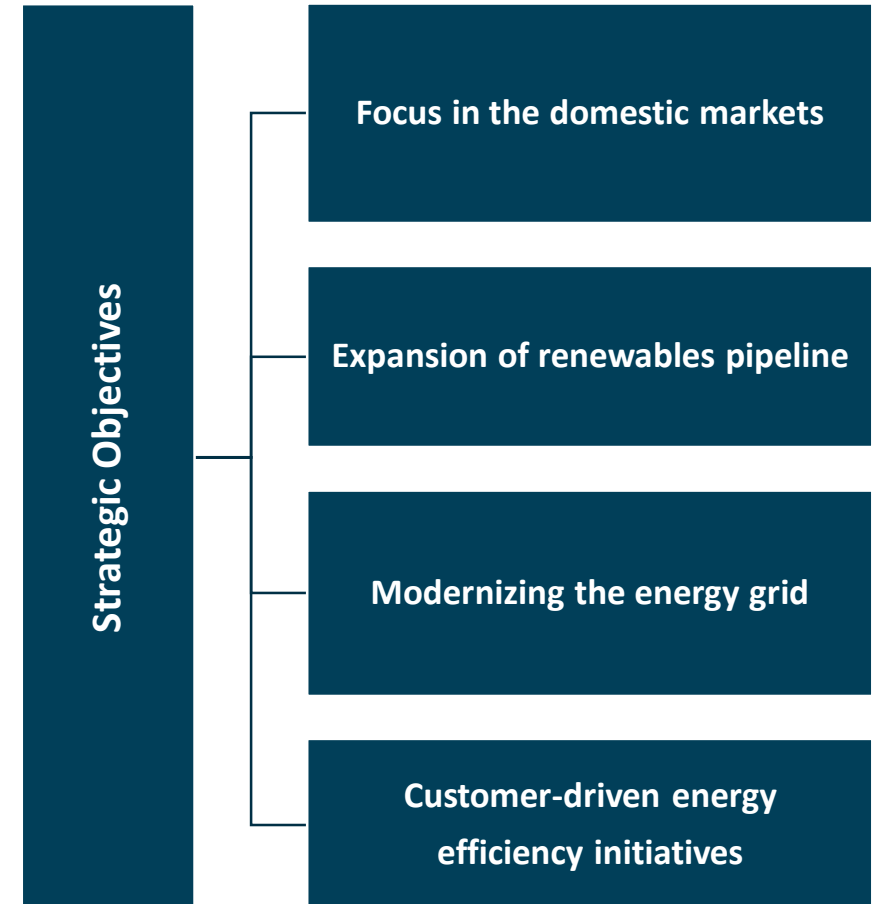 Strategic Objectives
Focus in the domestic markets
Expansion of renewables pipeline
Modernizing the energy grid
Customer-driven energy
efficiency initiatives